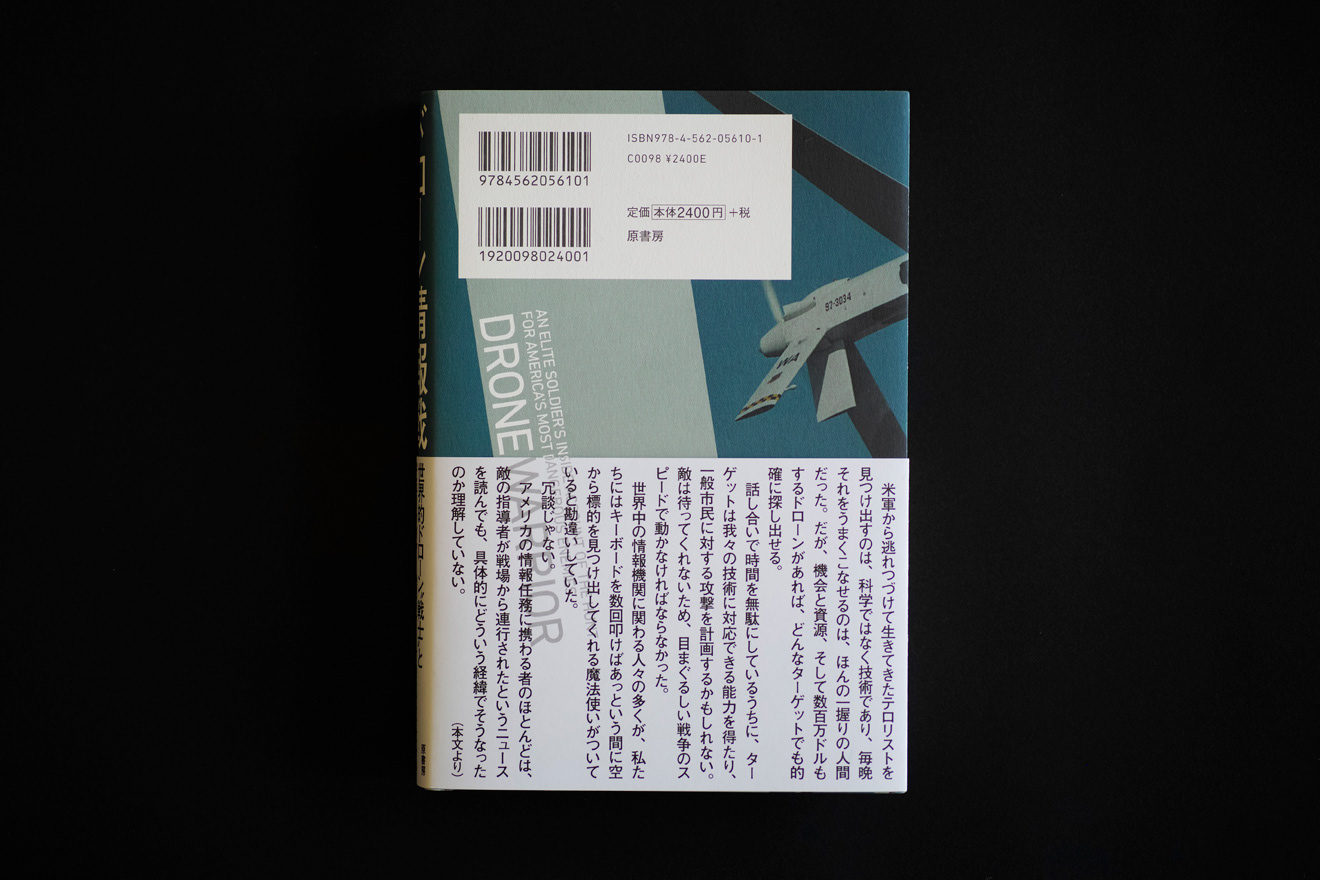 ISBN978-4-562-05610-1
C0098 ¥2400E
9784562056101
定価 本体2400円 +税
1920098024001
原書房
97-3034
WA
AN ELITE SOLDIER'S INSIDE ACCOUNT OF THE HUNT
FOR AMERICA'S MOST DANGEROUS ENEMIES
DRONE WARRIOR
ドローン情報戦
世界的ドローン戦士と
原書房
米軍から逃れつづけて生きてきたテロリストを
見つけ出すのは、科学ではなく技術であり、毎晩
それをうまくこなせるのは、ほんの一握りの人間
だった。だが、機会と資源、そして数百万ドルも
するドローンがあれば、どんなターゲットでも的
確に探し出せる。
話し合いで時間を無駄にしているうちに、ター
ゲットは我々の技術に対応できる能力を得たり、
一般市民に対する攻撃を計画するかもしれない。
敵は待ってくれないため、目まぐるしい戦争のス
ピードで動かなければならなかった。
世界中の情報機関に関わる人々の多くが、私た
ちにはキーボードを数回叩けばあっという間に空
から標的を見つけ出してくれる魔法使いがついて
いると勘違いしていた。
冗談じゃない。
アメリカの情報任務に携わる者のほとんどは、
敵の指導者が戦場から連行されたというニュース
を読んでも、具体的にどういう経緯でそうなった
のか理解していない。
（本文より）